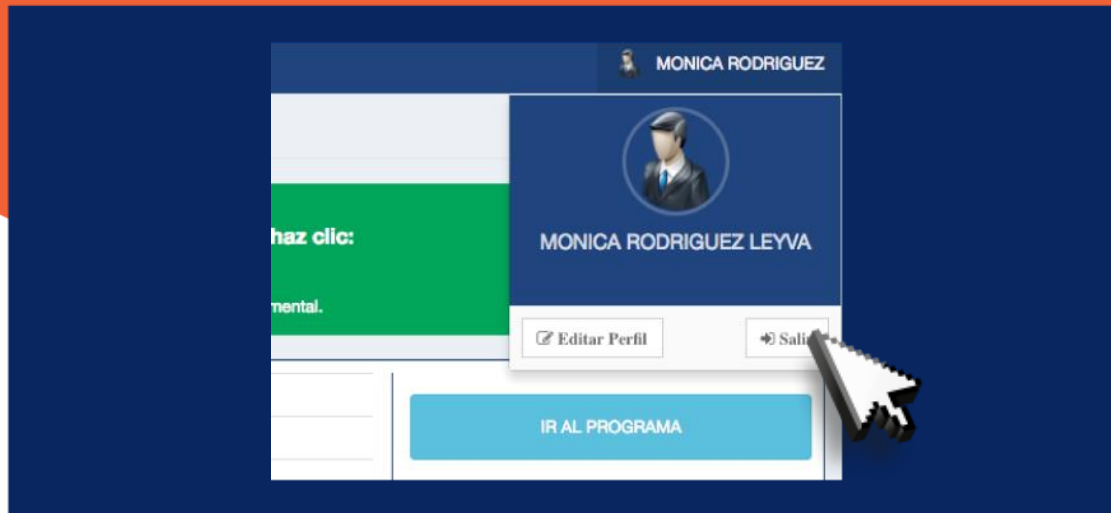 MONICA RODRIGUEZ
haz clic:
MONICA RODRIGUEZ LEYVA
mental.
Editar Perfil
IR AL PROGRAMA